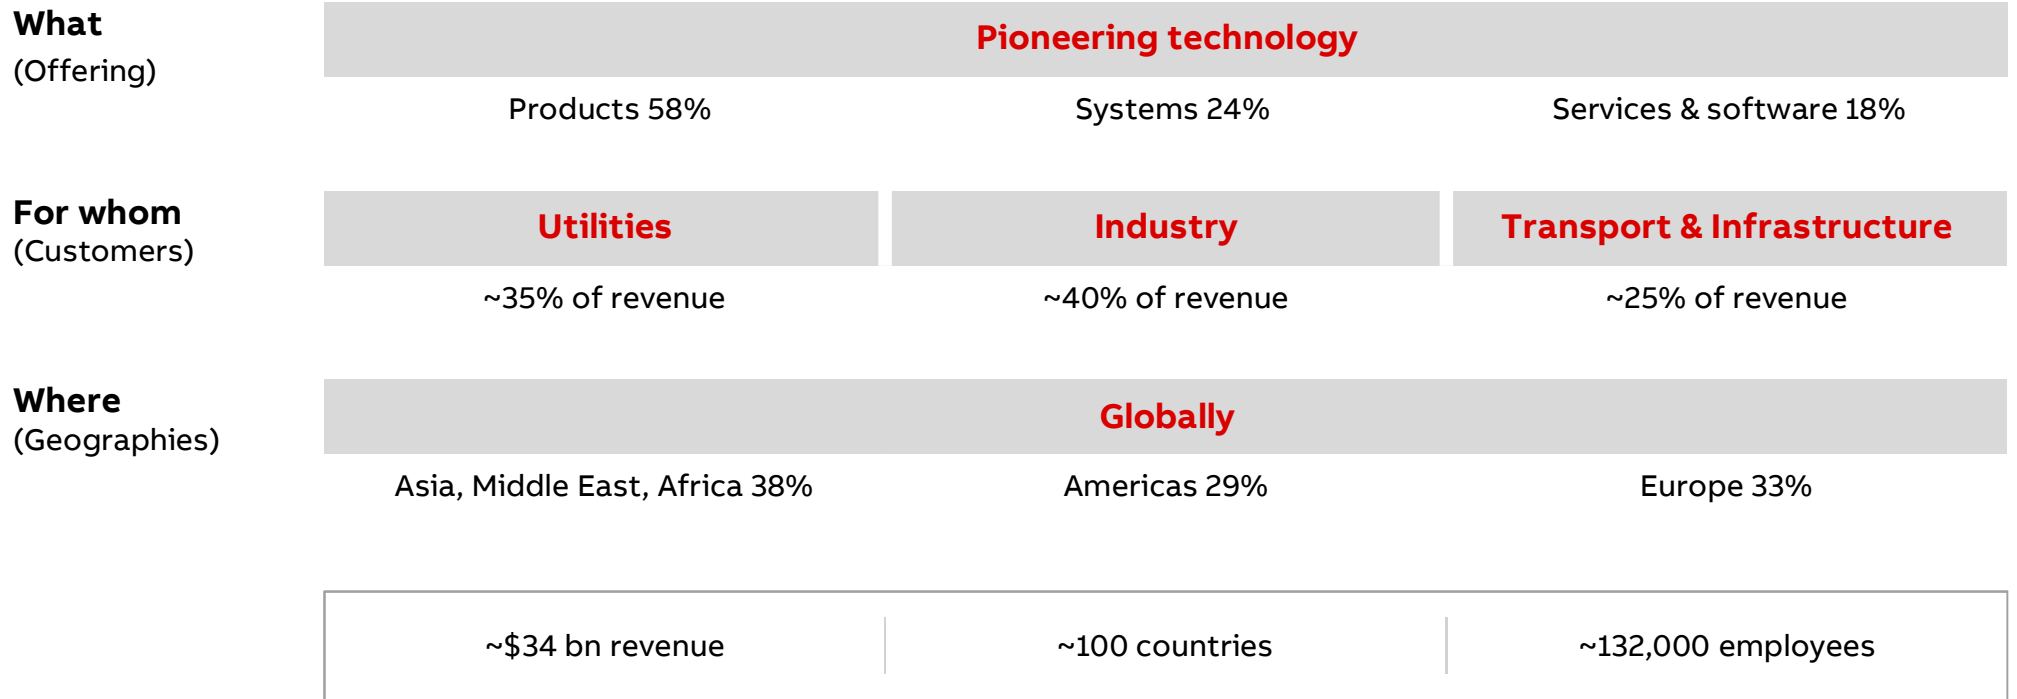 What
(Offering)
Pioneering technology
Products 58%
Systems 24%
Services & software 18%
For whom
(Customers)
Utilities
Industry
Transport & Infrastructure
~35% of revenue
~40% of revenue
~25% of revenue
Where
(Geographies)
Globally
Asia, Middle East, Africa 38%
Americas 29%
Europe 33%
~$34 bn revenue
~100 countries
~132,000 employees